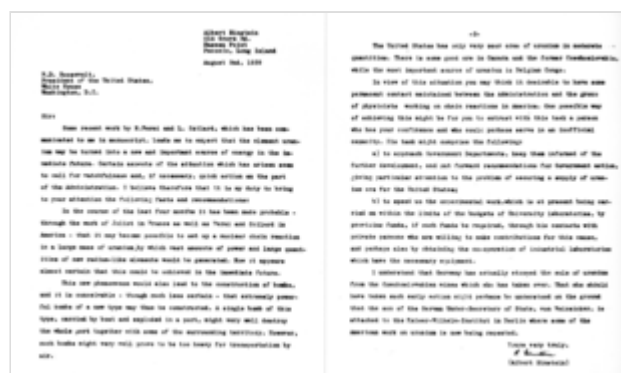 Albert Einstein
Old Grove Rd.
Nassau Point
Peconic, Long Island
August 2nd, 1939
F.D. Roosevelt,
President of the United States,
White House
Washington, D.C.
Sir:
Some recent work by E.Fermi and L. Szilard, which has been com-
municated to me in manuscript, leads me to expect that the element uran-
ium may be turned into a new and important source of energy in the im-
mediate future. Certain aspects of the situation which has arisen seem
to call for watchfulness and, if necessary, quick action on the part
of the Administration. I believe therefore that it is my duty to bring
to your attention the following facts and recommendations:
In the course of the last four months it has been made probable -
through the work of Joliot in France as well as Fermi and Szilard in
America - that it may become possible to set up a nuclear chain reaction
in a large mass of uranium,by which vast amounts of power and large quant-
ities of new radium-like elements would be generated. Now it appears
almost certain that this could be achieved in the immediate future.
This new phenomenon would also lead to the construction of bombs,
and it is conceivable - though much less certain - that extremely power-
ful bombs of a new type may thus be constructed. A single bomb of this
type, carried by boat and exploded in a port, might very well destroy
the whole port together with some of the surrounding territory. However,
such bombs might very well prove to be too heavy for transportation by
air.
-2-
The United States has only very poor ores of uranium in moderate
quantities. There is some good ore in Canada and the former Czechoslovakia,
while the most important source of uranium is Belgian Congo.
In view of this situation you may think it desirable to have some
permanent contact maintained between the Administration and the group
of physicists working on chain reactions in America. One possible way
of achieving this might be for you to entrust with this task a person
who has your confidence and who could perhaps serve in an inofficial
capacity. His task might comprise the following:
a) to approach Government Departments, keep them informed of the
further development, and put forward recommendations for Government action,
giving particular attention to the problem of securing a supply of uran-
ium ore for the United States;
b) to speed up the experimental work,which is at present being car-
ried on within the limits of the budgets of University laboratories, by
providing funds, if such funds be required, through his contacts with
private persons who are willing to make contributions for this cause,
and perhaps also by obtaining the co-operation of industrial laboratories
which have the necessary equipment.
I understand that Germany has actually stopped the sale of uranium
from the Czechoslovakian mines which she has taken over. That she should
have taken such early action might perhaps be understood on the ground
that the son of the German Under-Secretary of State, von Weizsäcker, is
attached to the Kaiser-Wilhelm-Institut in Berlin where some of the
American work on uranium is now being repeated.
Yours very truly,
(Albert Einstein)